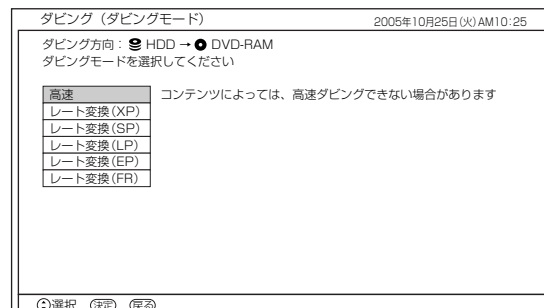 ダビング（ダビングモード） 2005年10月25日(火)AM10:25
ダビング方向： HDD → DVD-RAM
ダビングモードを選択してください
高速 コンテンツによっては、高速ダビングできない場合があります
レート変換(XP)
レート変換(SP)
レート変換(LP)
レート変換(EP)
レート変換(FR)
選択 決定 戻る